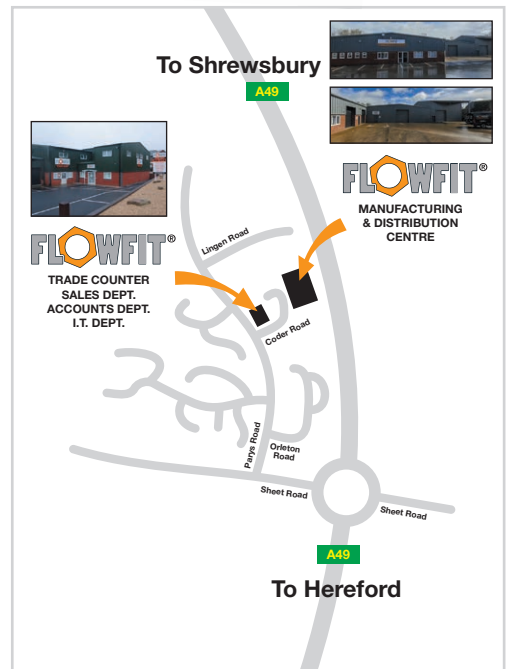 To Shrewsbury
A49
FLOWFIT®
MANUFACTURING
& DISTRIBUTION
CENTRE
FLOWFIT®
TRADE COUNTER
SALES DEPT.
ACCOUNTS DEPT.
I.T. DEPT.
Lingen Road
Coder Road
Parys Road
Orleton
Road
Sheet Road
Sheet Road
A49
To Hereford